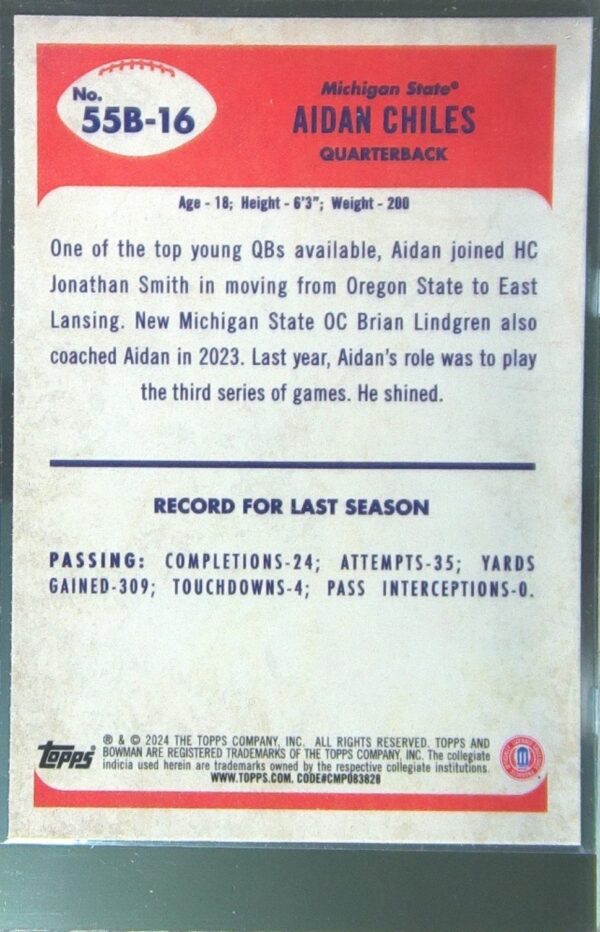 No.
55B-16
Michigan State®
AIDAN CHILES
QUARTERBACK
Age - 18; Height - 6'3"; Weight - 200
One of the top young QBs available, Aidan joined HC
Jonathan Smith in moving from Oregon State to East
Lansing. New Michigan State OC Brian Lindgren also
coached Aidan in 2023. Last year, Aidan's role was to play
the third series of games. He shined.
RECORD FOR LAST SEASON
PASSING: COMPLETIONS-24; ATTEMPTS-35; YARDS
GAINED-309; TOUCHDOWNS-4; PASS INTERCEPTIONS-0.
topps
® & © 2024 THE TOPPS COMPANY, INC. ALL RIGHTS RESERVED. TOPPS AND
BOWMAN ARE REGISTERED TRADEMARKS OF THE TOPPS COMPANY, INC. The collegiate
indicia used herein are trademarks owned by the respective collegiate institutions.
WWW.TOPPS.COM. CODE#CMP083828